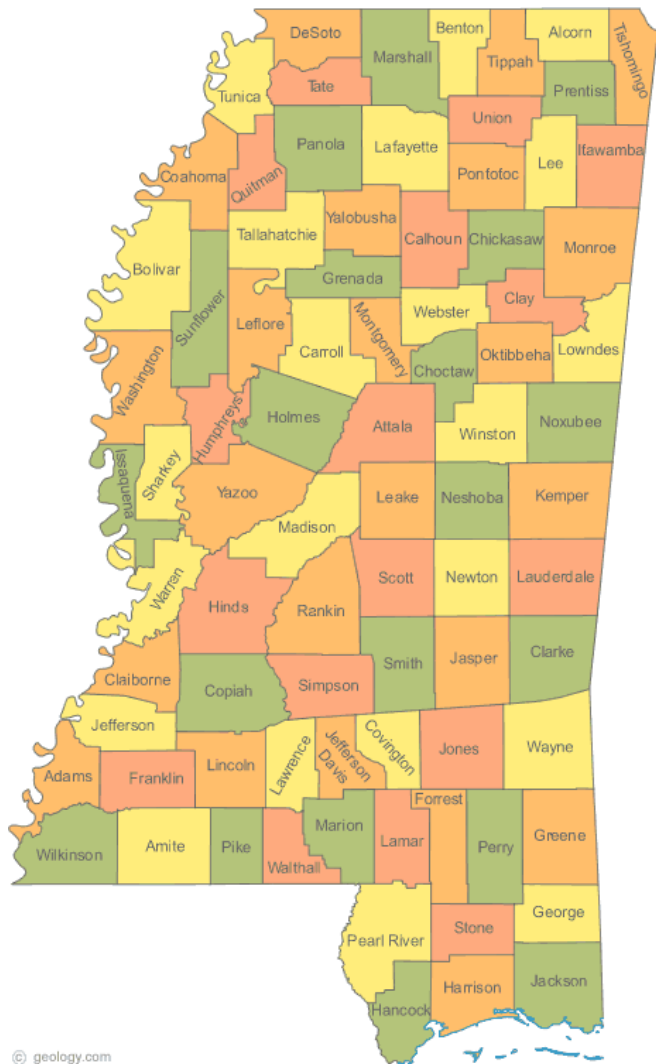 DeSoto
Benton
Alcorn
Tishomingo
Marshall
Tippah
Tunica
Tate
Prentiss
Union
Panola
Lafayette
Lee
Itawamba
Coahoma
Quitman
Pontotoc
Yalobusha
Tallahatchie
Calhoun
Chickasaw
Monroe
Bolivar
Grenada
Sunflower
Clay
Leflore
Montgomery
Webster
Carroll
Oktibbeha
Lowndes
Washington
Choctaw
Humphreys
Holmes
Attala
Winston
Noxubee
Issaquena
Sharkey
Yazoo
Leake
Neshoba
Kemper
Madison
Warren
Hinds
Rankin
Scott
Newton
Lauderdale
Claiborne
Copiah
Simpson
Smith
Jasper
Clarke
Jefferson
Lawrence
Jefferson
Davis
Covington
Jones
Wayne
Adams
Franklin
Lincoln
Wilkinson
Amite
Pike
Walthall
Marion
Lamar
Forrest
Perry
Greene
Pearl River
Stone
George
Hancock
Harrison
Jackson
© geology.com